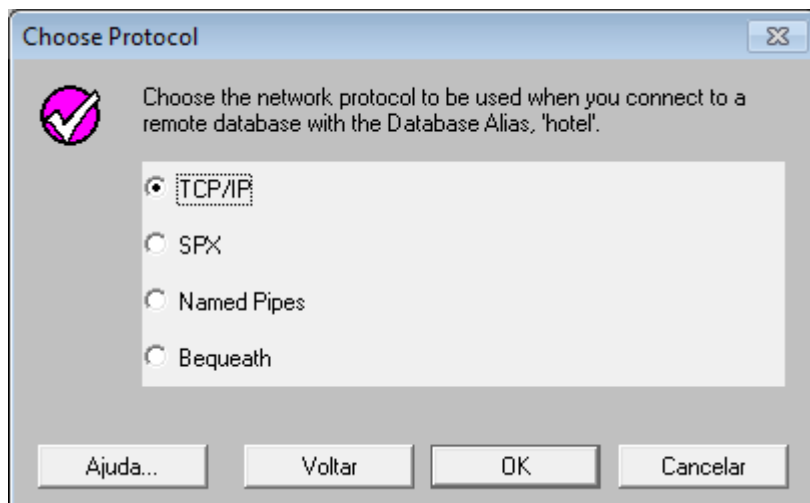 Choose Protocol
Choose the network protocol to be used when you connect to a
remote database with the Database Alias, 'hotel'.
TCP/IP
SPX
Named Pipes
Bequeath
Ajuda... Voltar OK Cancelar